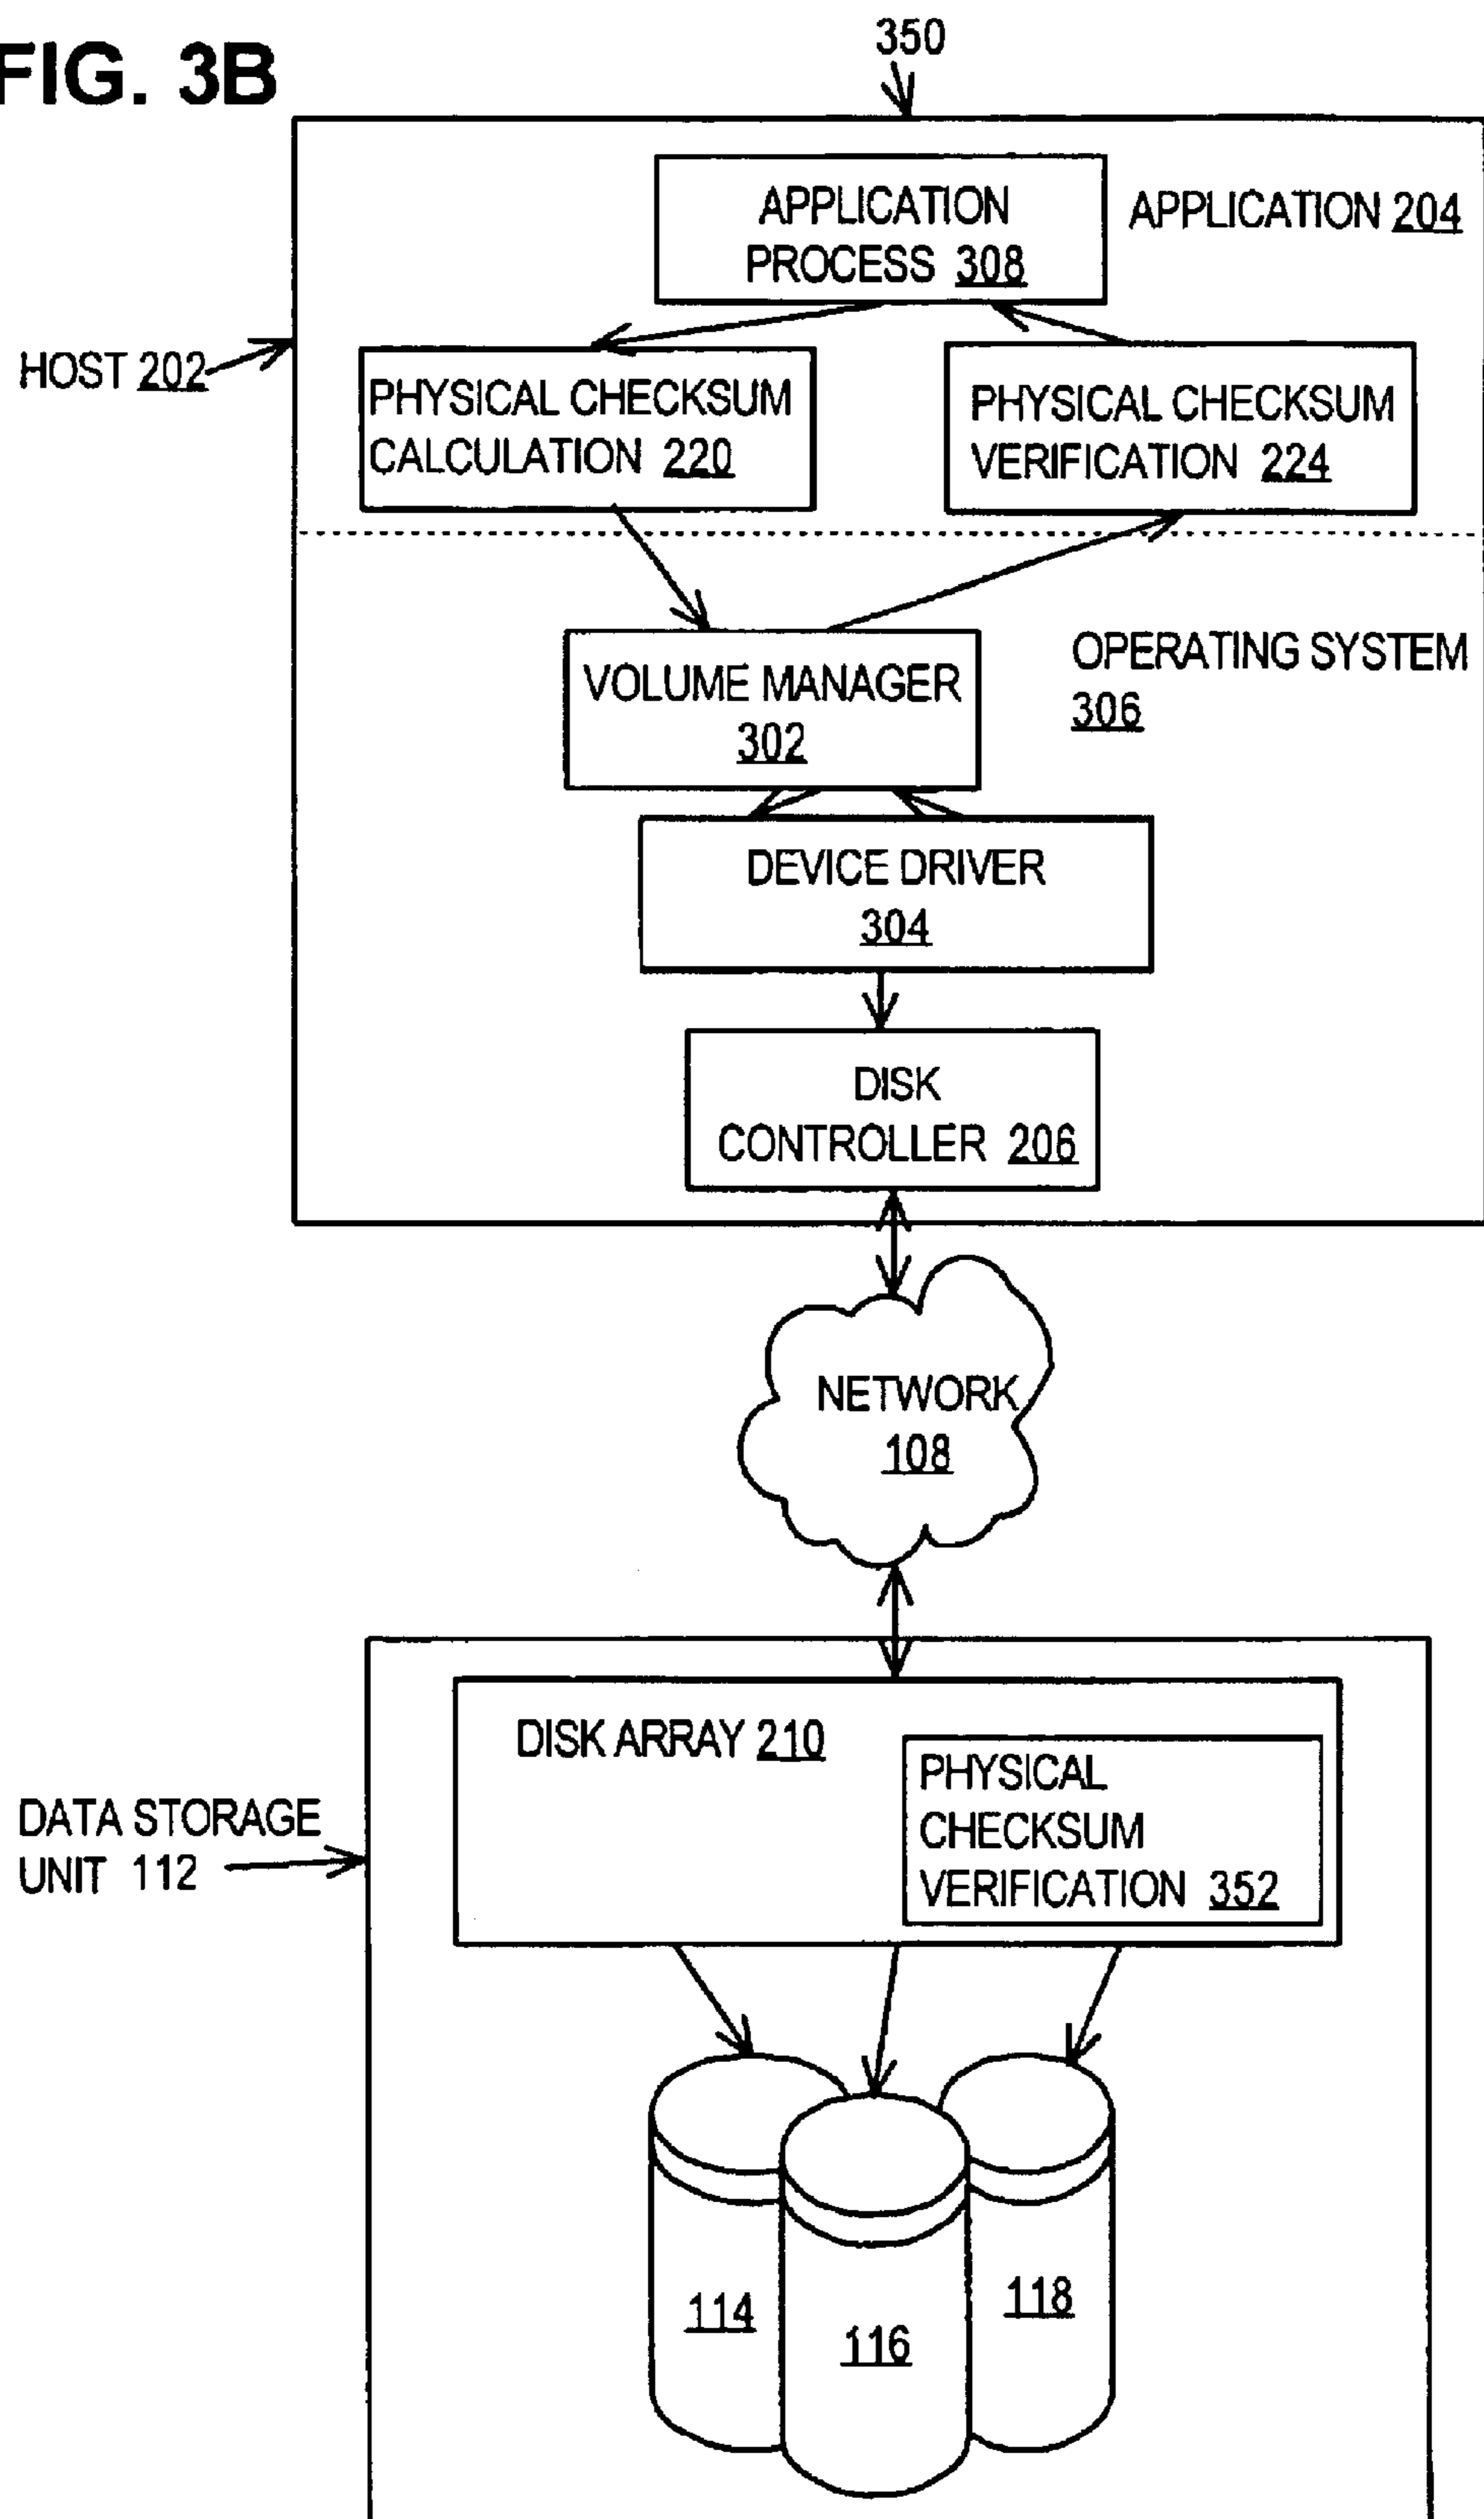 FIG. 3B
350
APPLICATION
PROCESS 308
APPLICATION 204
HOST 202
PHYSICAL CHECKSUM
CALCULATION 220
PHYSICAL CHECKSUM
VERIFICATION 224
VOLUME MANAGER
302
OPERATING SYSTEM
306
DEVICE DRIVER
304
DISK
CONTROLLER 206
NETWORK
108
DISK ARRAY 210
PHYSICAL
CHECKSUM
VERIFICATION 352
DATA STORAGE
UNIT 112
114
116
118